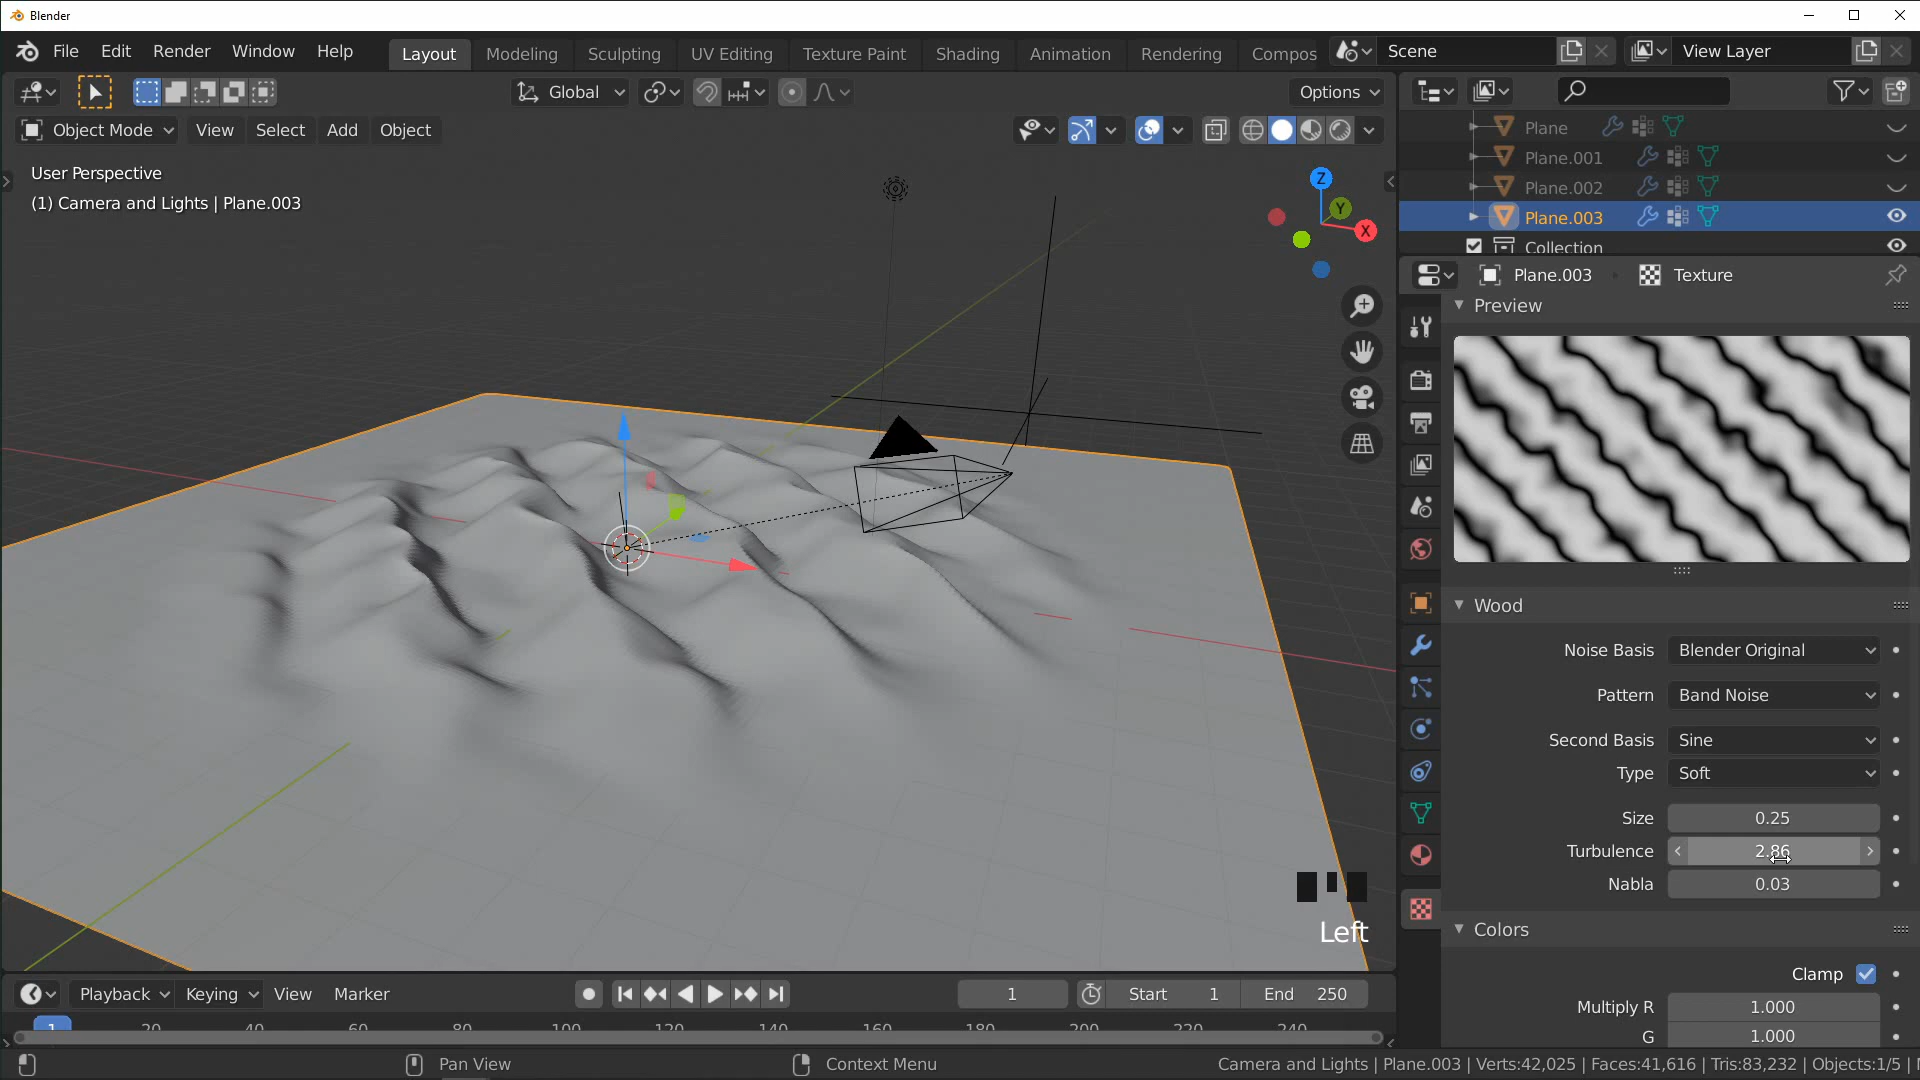 Blender
File Edit Render Window Help
Layout Modeling Sculpting UV Editing Texture Paint Shading Animation Rendering Compos
Scene
View Layer
Global
Options
Object Mode View Select Add Object
User Perspective
(1) Camera and Lights | Plane.003
Z
Y
X
Plane
Plane.001
Plane.002
Plane.003
Collection
Plane.003 Texture
Preview
Wood
Noise Basis Blender Original
Pattern Band Noise
Second Basis Sine
Type Soft
Size 0.25
Turbulence 2.86
Nabla 0.03
Colors
Clamp
Multiply R 1.000
G 1.000
Left
Playback Keying View Marker
1
Start 1
End 250
1 20 40 60 80 100 120 140 160 180 200 220 240
Pan View
Context Menu
Camera and Lights | Plane.003 | Verts:42,025 | Faces:41,616 | Tris:83,232 | Objects:1/5 |